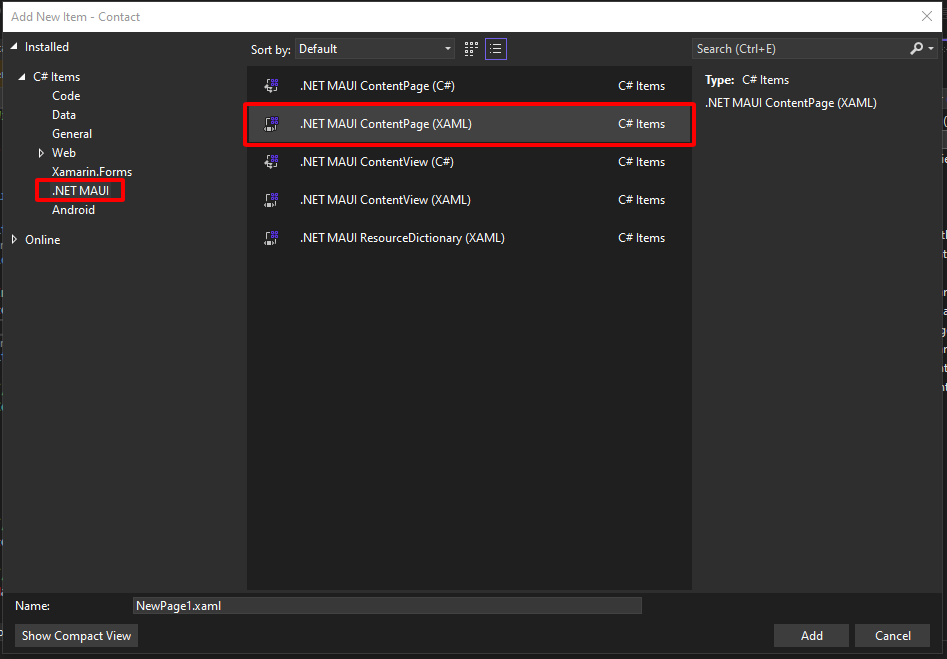 Add New Item - Contact
Installed
C# Items
Code
Data
General
Web
Xamarin.Forms
.NET MAUI
Android
Online
Sort by: Default
.NET MAUI ContentPage (C#) C# Items
.NET MAUI ContentPage (XAML) C# Items
.NET MAUI ContentView (C#) C# Items
.NET MAUI ContentView (XAML) C# Items
.NET MAUI ResourceDictionary (XAML) C# Items
Search (Ctrl+E)
Type: C# Items
.NET MAUI ContentPage (XAML)
Name: NewPage1.xaml
Show Compact View
Add Cancel